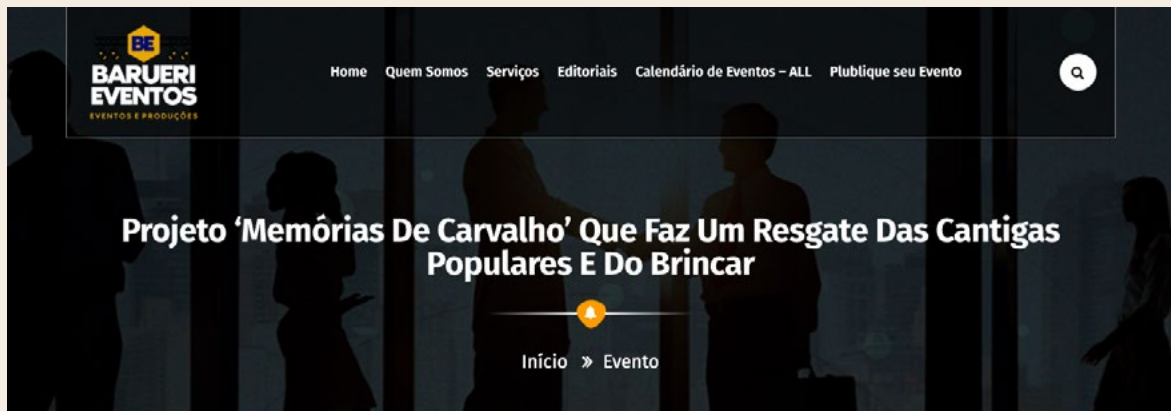 BE
BARUERI
EVENTOS
EVENTOS E PRODUÇÕES
Home Quem Somos Serviços Editoriais Calendário de Eventos – ALL Plublique seu Evento
Projeto ‘Memórias De Carvalho’ Que Faz Um Resgate Das Cantigas
Populares E Do Brincar
Início » Evento